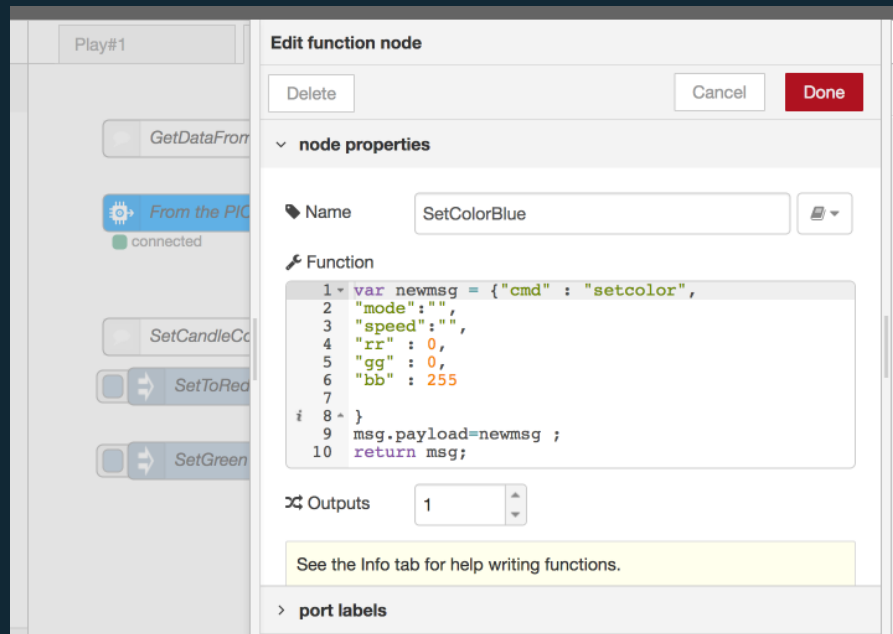 Play#1
Edit function node
Delete
Cancel
Done
node properties
GetDataFrom
From the PIC
connected
SetCandleCo
SetToRed
SetGreen
Name
SetColorBlue
Function
1 var newmsg = {"cmd" : "setcolor",
2 "mode":"",
3 "speed":"",
4 "rr" : 0,
5 "gg" : 0,
6 "bb" : 255
7
i 8 }
9 msg.payload=newmsg ;
10 return msg;
Outputs
1
See the Info tab for help writing functions.
port labels